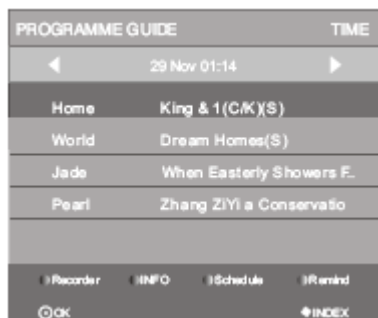 PROGRAMME GUIDE TIME
29 Nov 01:14
Home King & 1(C/K)(S)
World Dream Homes(S)
Jade When Easterly Showers F..
Pearl Zhang ZiYi a Conservatio
Recorder INFO Schedule Remind
OK INDEX